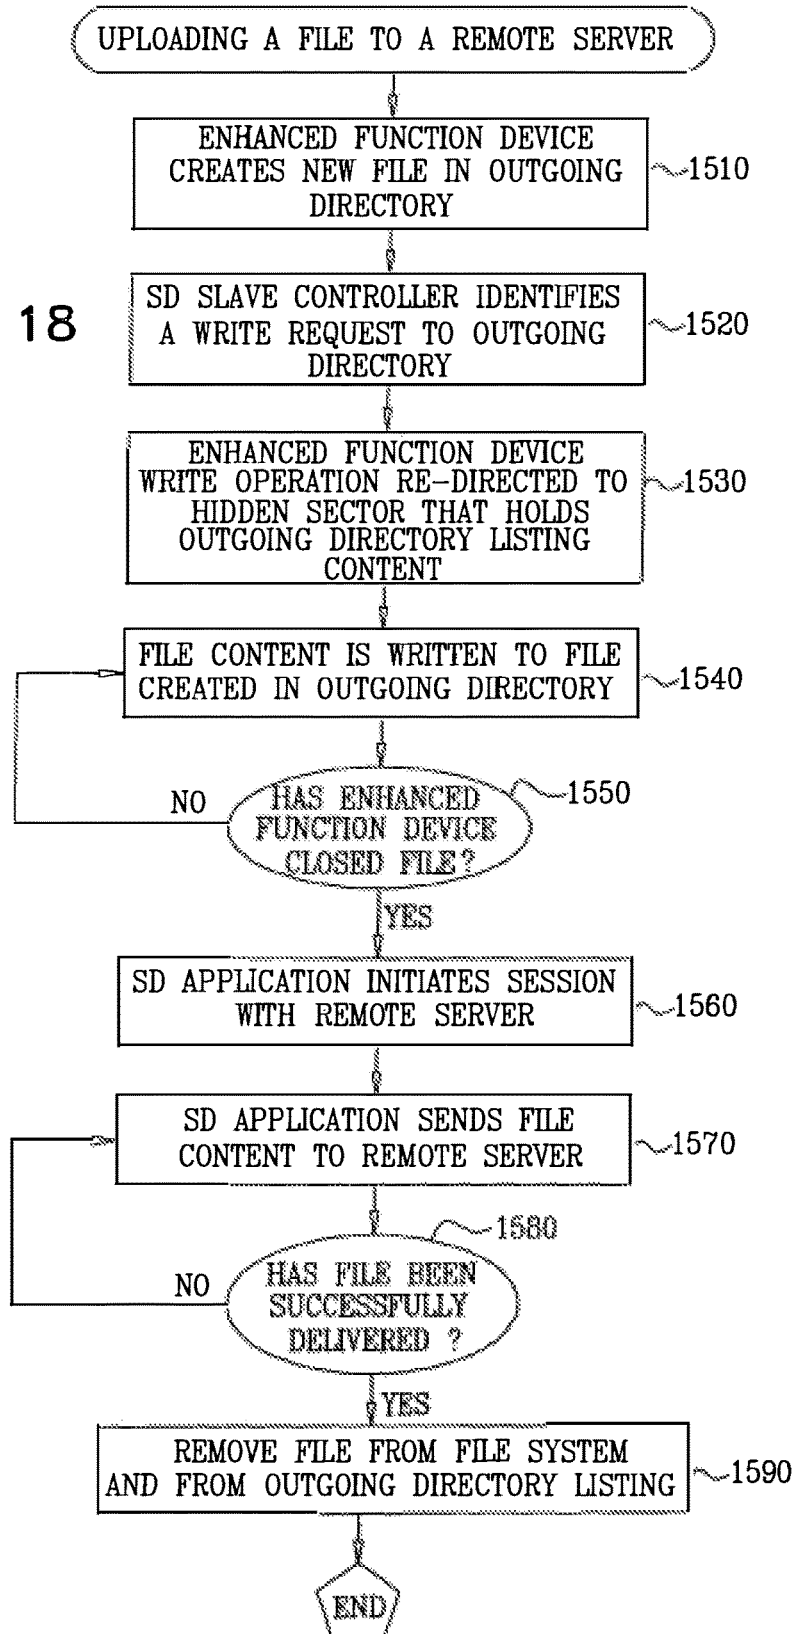 UPLOADING A FILE TO A REMOTE SERVER
ENHANCED FUNCTION DEVICE
CREATES NEW FILE IN OUTGOING
DIRECTORY
1510
18
SD SLAVE CONTROLLER IDENTIFIES
A WRITE REQUEST TO OUTGOING
DIRECTORY
1520
ENHANCED FUNCTION DEVICE
WRITE OPERATION RE-DIRECTED TO
HIDDEN SECTOR THAT HOLDS
OUTGOING DIRECTORY LISTING
CONTENT
1530
FILE CONTENT IS WRITTEN TO FILE
CREATED IN OUTGOING DIRECTORY
1540
NO
HAS ENHANCED
FUNCTION DEVICE
CLOSED FILE?
1550
YES
SD APPLICATION INITIATES SESSION
WITH REMOTE SERVER
1560
SD APPLICATION SENDS FILE
CONTENT TO REMOTE SERVER
1570
1580
NO
HAS FILE BEEN
SUCCESSFULLY
DELIVERED ?
YES
REMOVE FILE FROM FILE SYSTEM
AND FROM OUTGOING DIRECTORY LISTING
1590
END